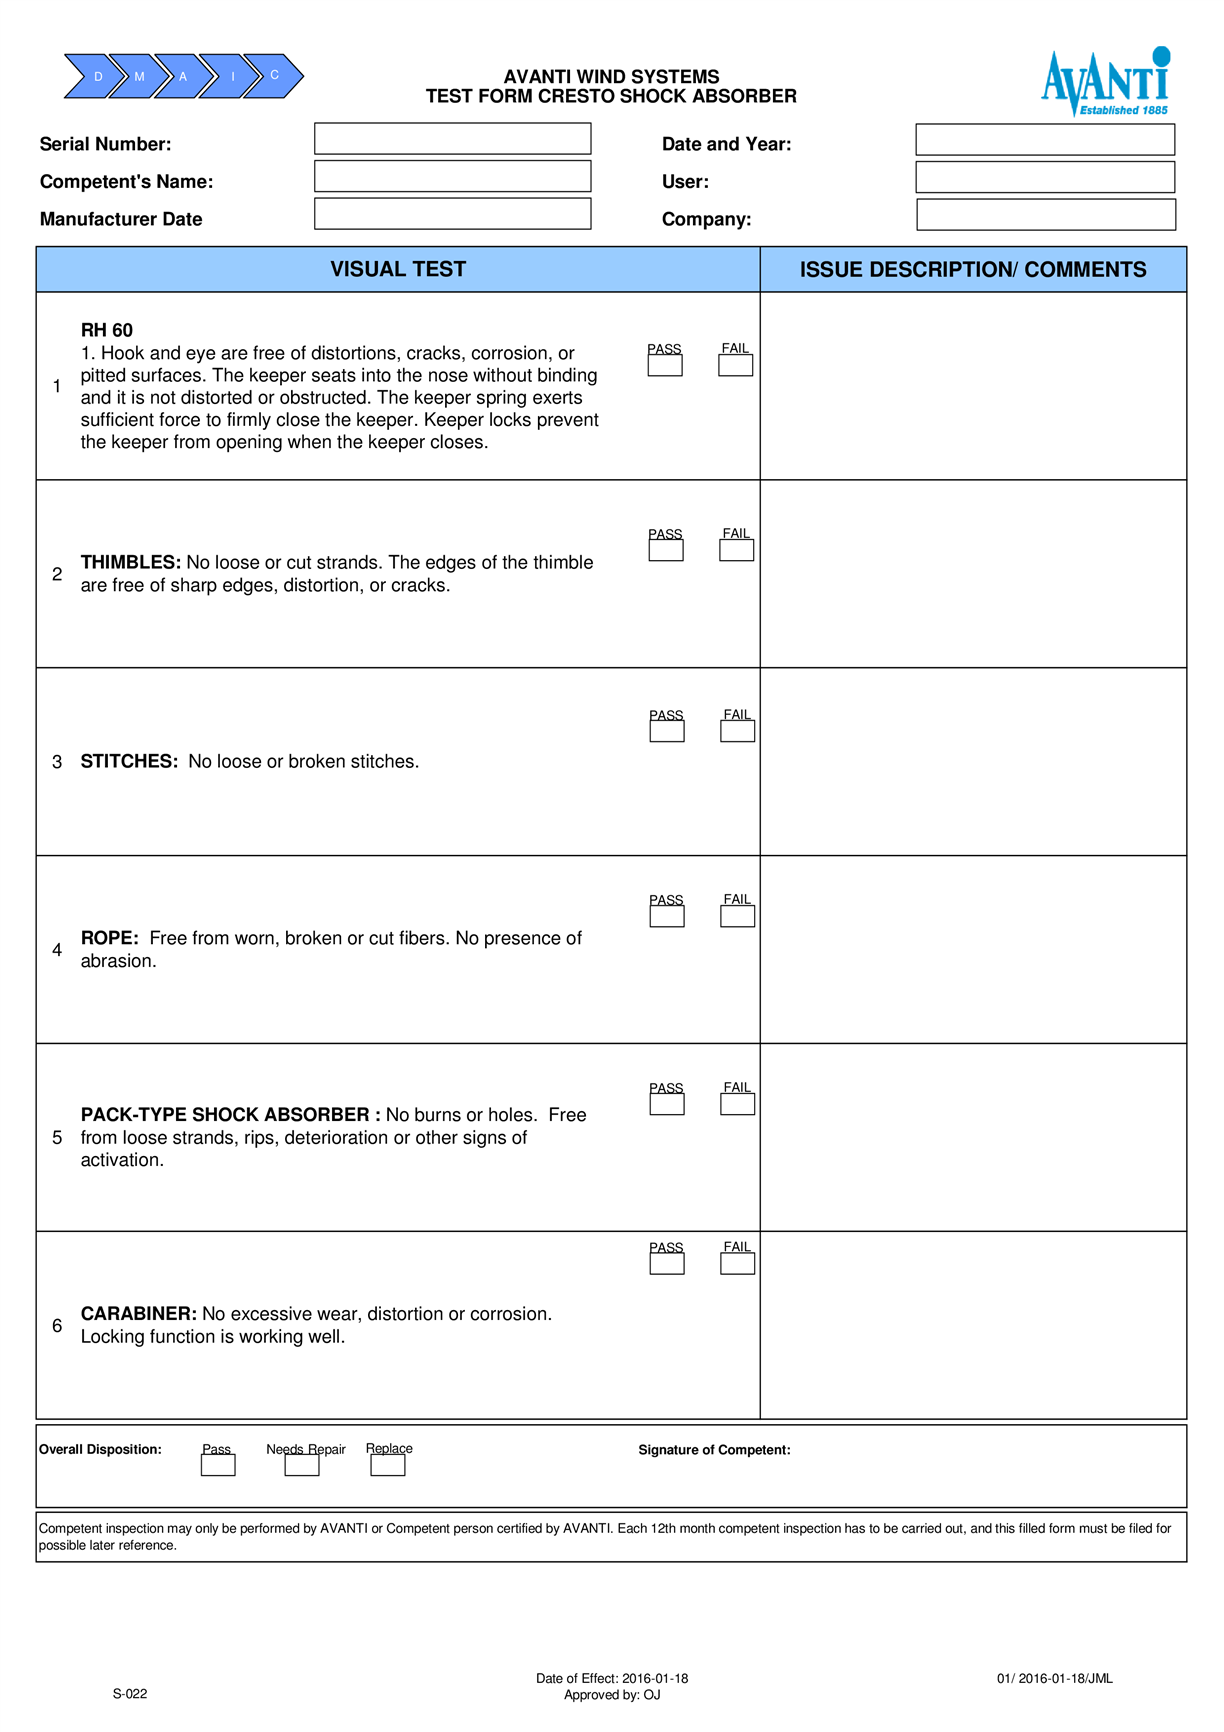 D M A I C
AVANTI WIND SYSTEMS
TEST FORM CRESTO SHOCK ABSORBER
AVANTI
Established 1885
Serial Number:
Date and Year:
Competent's Name:
User:
Manufacturer Date
Company:
VISUAL TEST
ISSUE DESCRIPTION/ COMMENTS
1
RH 60
PASS FAIL
1. Hook and eye are free of distortions, cracks, corrosion, or
pitted surfaces. The keeper seats into the nose without binding
and it is not distorted or obstructed. The keeper spring exerts
sufficient force to firmly close the keeper. Keeper locks prevent
the keeper from opening when the keeper closes.
2
PASS FAIL
THIMBLES: No loose or cut strands. The edges of the thimble
are free of sharp edges, distortion, or cracks.
3
PASS FAIL
STITCHES:  No loose or broken stitches.
4
PASS FAIL
ROPE:  Free from worn, broken or cut fibers. No presence of
abrasion.
5
PASS FAIL
PACK-TYPE SHOCK ABSORBER : No burns or holes.  Free
from loose strands, rips, deterioration or other signs of
activation.
6
PASS FAIL
CARABINER: No excessive wear, distortion or corrosion.
Locking function is working well.
Overall Disposition: Pass Needs Repair Replace
Signature of Competent:
Competent inspection may only be performed by AVANTI or Competent person certified by AVANTI. Each 12th month competent inspection has to be carried out, and this filled form must be filed for
possible later reference.
S-022
Date of Effect: 2016-01-18
Approved by: OJ
01/ 2016-01-18/JML